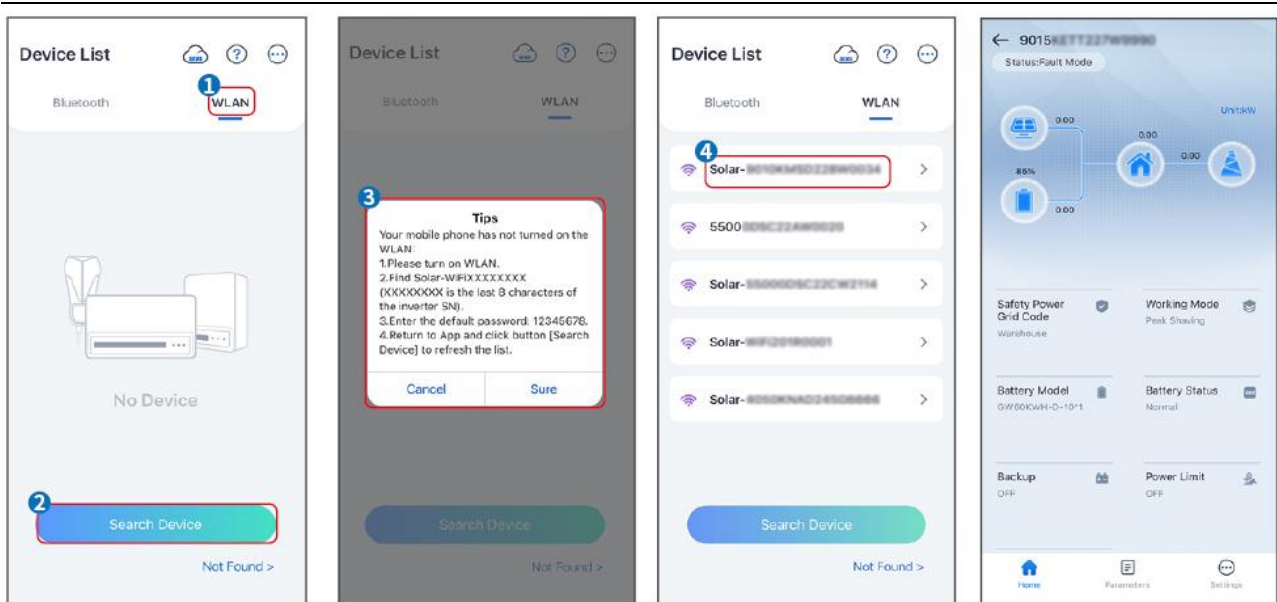 Device List
Bluetooth
WLAN
1
No Device
2
Search Device
Not Found >
Device List
Bluetooth
WLAN
3
Tips
Your mobile phone has not turned on the
WLAN:
1.Please turn on WLAN.
2.Find Solar-WiFiXXXXXXXX
(XXXXXXXX is the last 8 characters of
the inverter SN).
3.Enter the default password: 12345678.
4.Return to App and click button [Search
Device] to refresh the list.
Cancel
Sure
Search Device
Not Found >
Device List
Bluetooth
WLAN
4
Solar-
5500
Solar-
Solar-
Solar-
Search Device
Not Found >
← 9015
Status:Fault Mode
Unit:kW
0.00
0.00
0.00
86%
0.00
Safety Power
Grid Code
Warehouse
Working Mode
Peak Shaving
Battery Model
GW60KWH-D-10*1
Battery Status
Normal
Backup
OFF
Power Limit
OFF
Home
Parameters
Settings